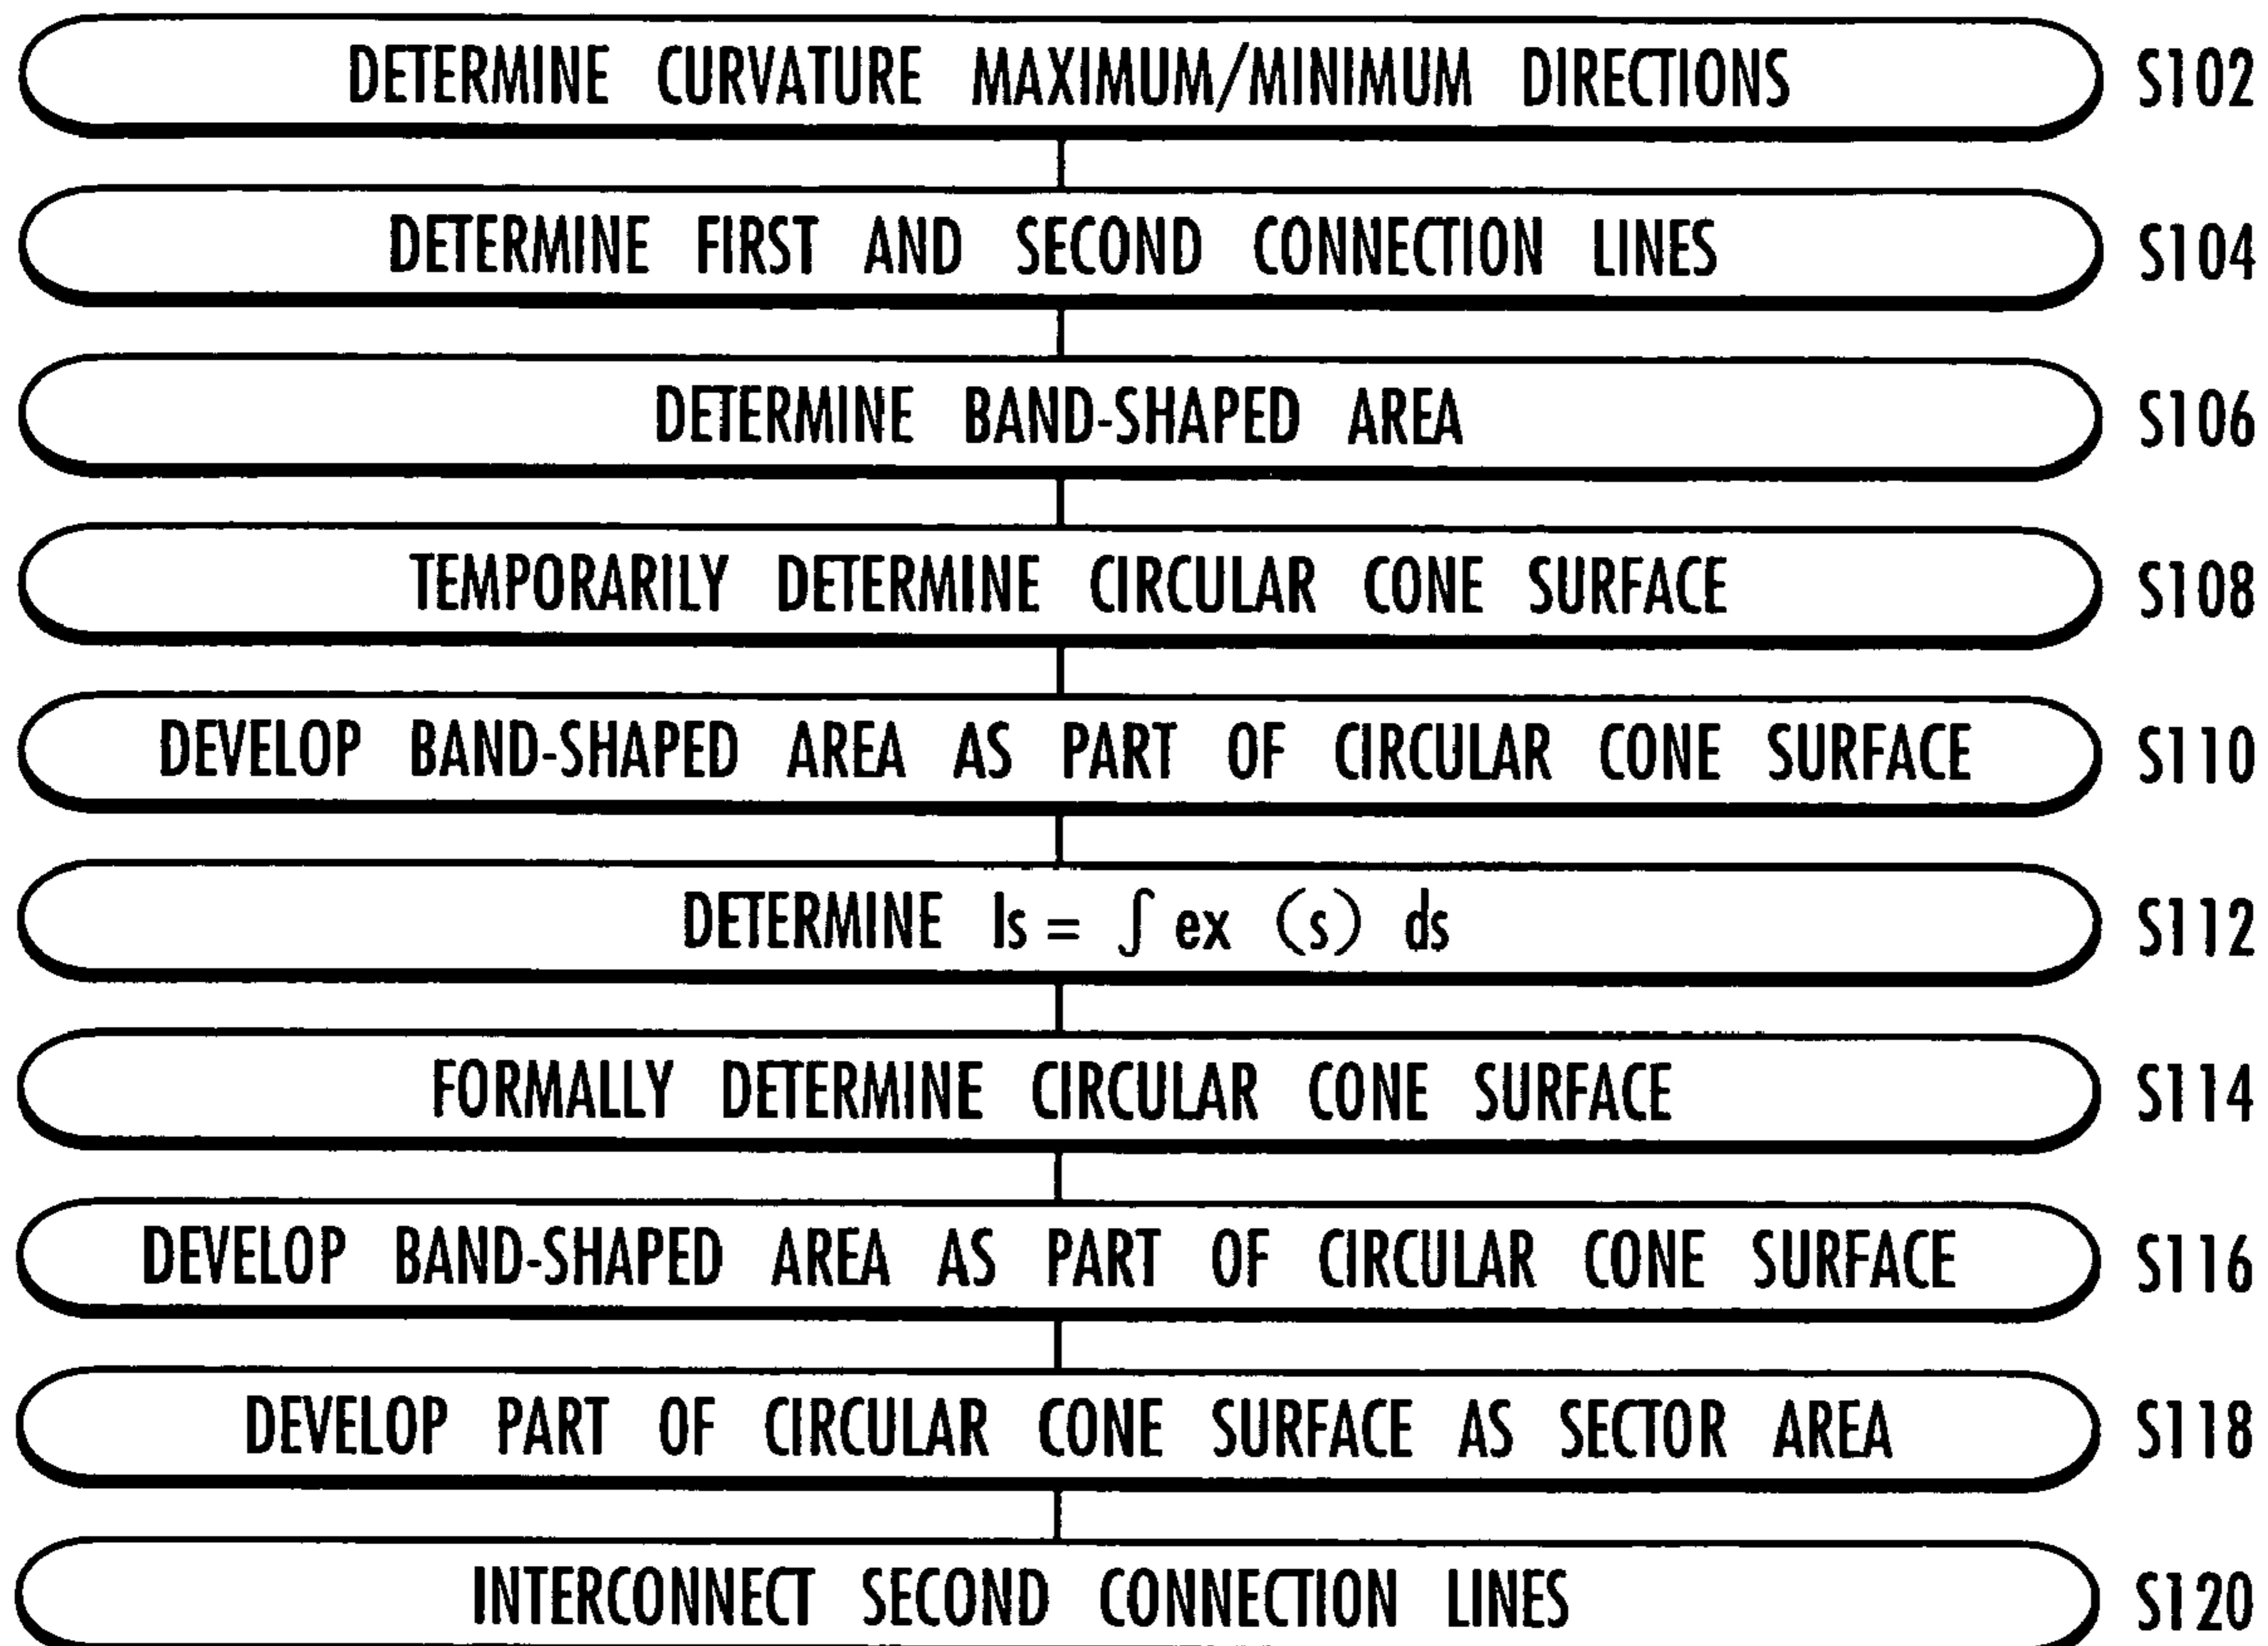 DETERMINE CURVATURE MAXIMUM/MINIMUM DIRECTIONS S102
DETERMINE FIRST AND SECOND CONNECTION LINES S104
DETERMINE BAND-SHAPED AREA S106
TEMPORARILY DETERMINE CIRCULAR CONE SURFACE S108
DEVELOP BAND-SHAPED AREA AS PART OF CIRCULAR CONE SURFACE S110
DETERMINE Is = ∫ ex (s) ds S112
FORMALLY DETERMINE CIRCULAR CONE SURFACE S114
DEVELOP BAND-SHAPED AREA AS PART OF CIRCULAR CONE SURFACE S116
DEVELOP PART OF CIRCULAR CONE SURFACE AS SECTOR AREA S118
INTERCONNECT SECOND CONNECTION LINES S120